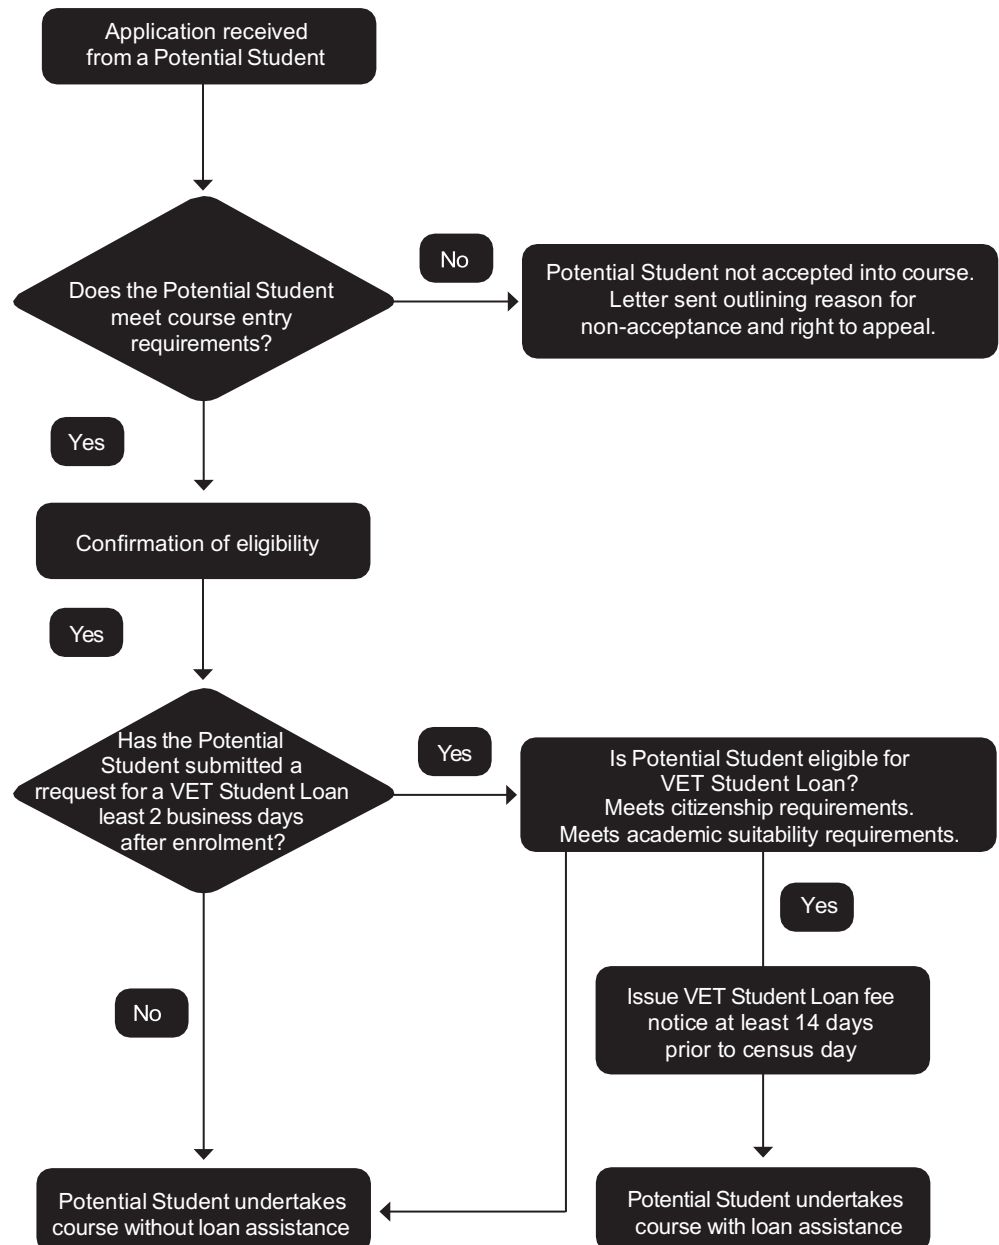 Application received
from a Potential Student
Does the Potential Student
meet course entry
requirements?
No
Potential Student not accepted into course.
Letter sent outlining reason for
non-acceptance and right to appeal.
Yes
Confirmation of eligibility
Yes
Has the Potential
Student submitted a
rrequest for a VET Student Loan
least 2 business days
after enrolment?
Yes
Is Potential Student eligible for
VET Student Loan?
Meets citizenship requirements.
Meets academic suitability requirements.
Yes
No
Issue VET Student Loan fee
notice at least 14 days
prior to census day
Potential Student undertakes
course without loan assistance
Potential Student undertakes
course with loan assistance